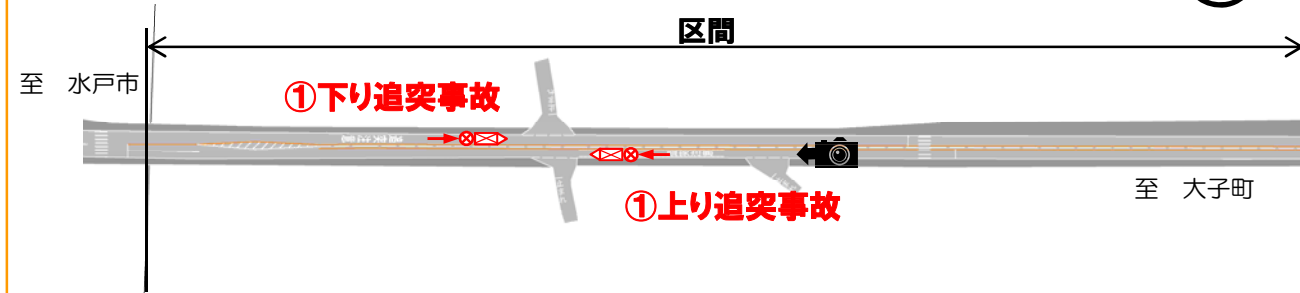 区間
至 水戸市
①下り追突事故
①上り追突事故
至 大子町